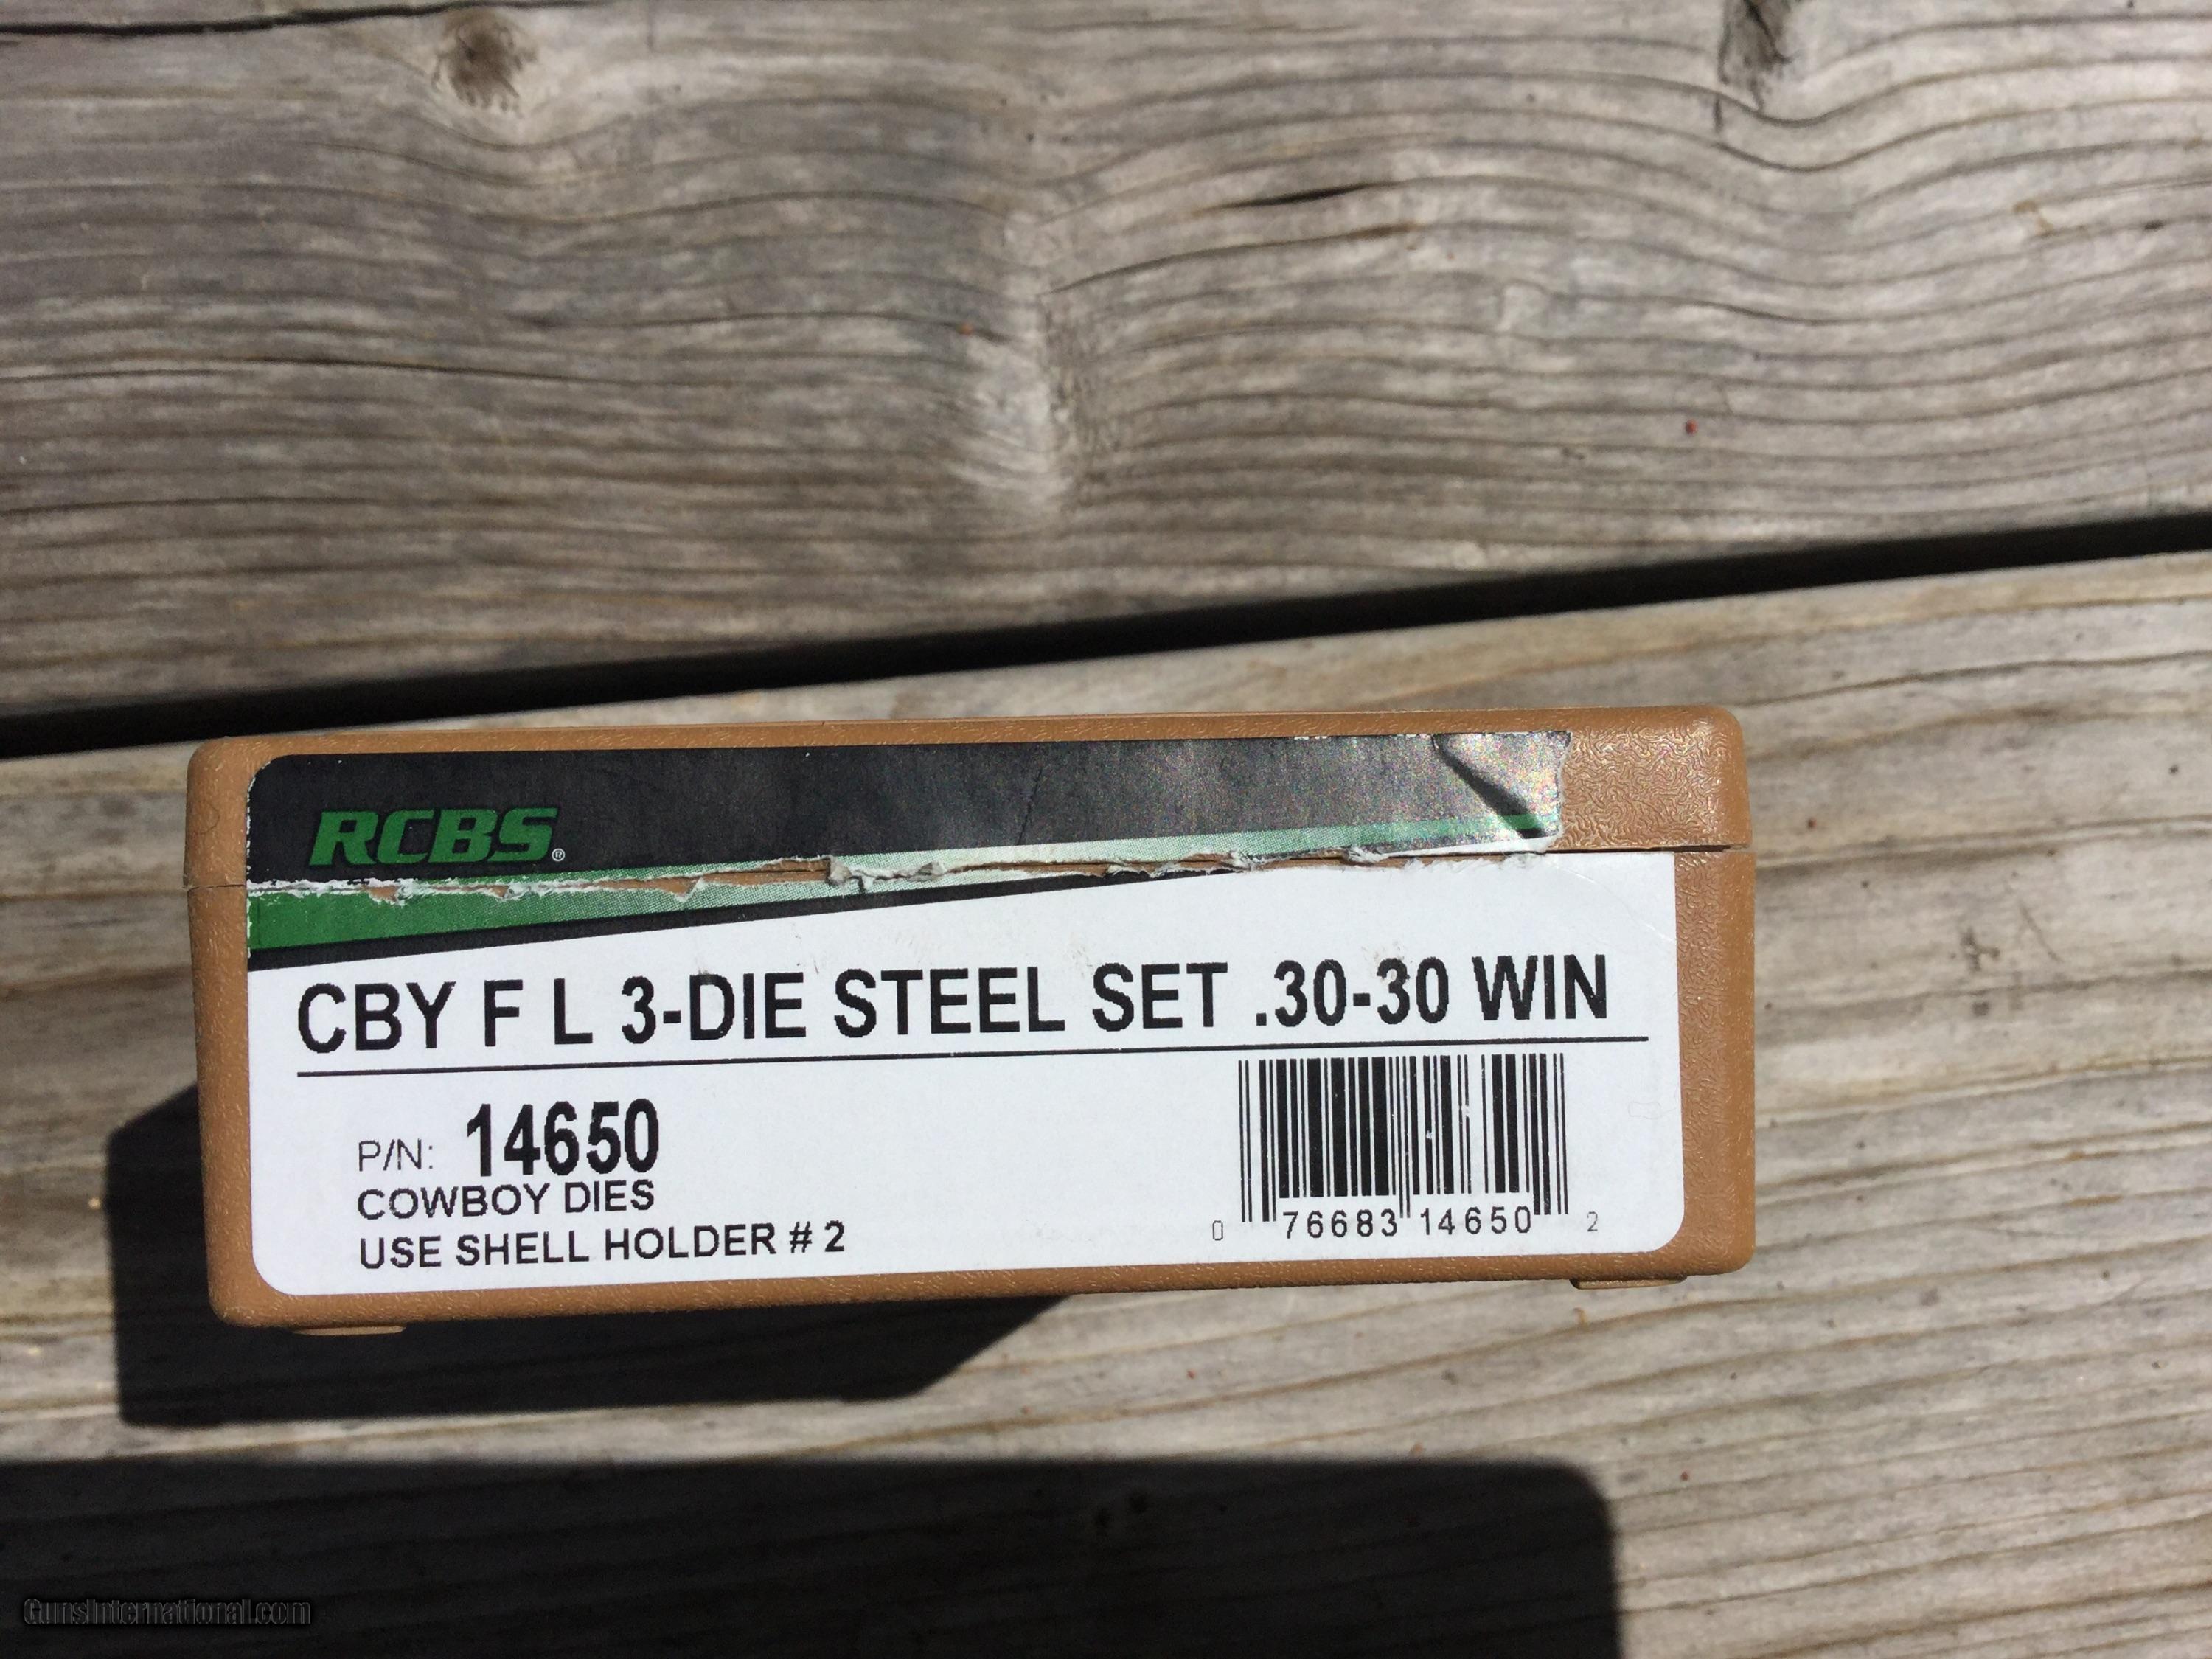 RCBS®
CBY F L 3-DIE STEEL SET .30-30 WIN
P/N: 14650
COWBOY DIES
USE SHELL HOLDER # 2
0 76683 14650 2
GunsInternational.com